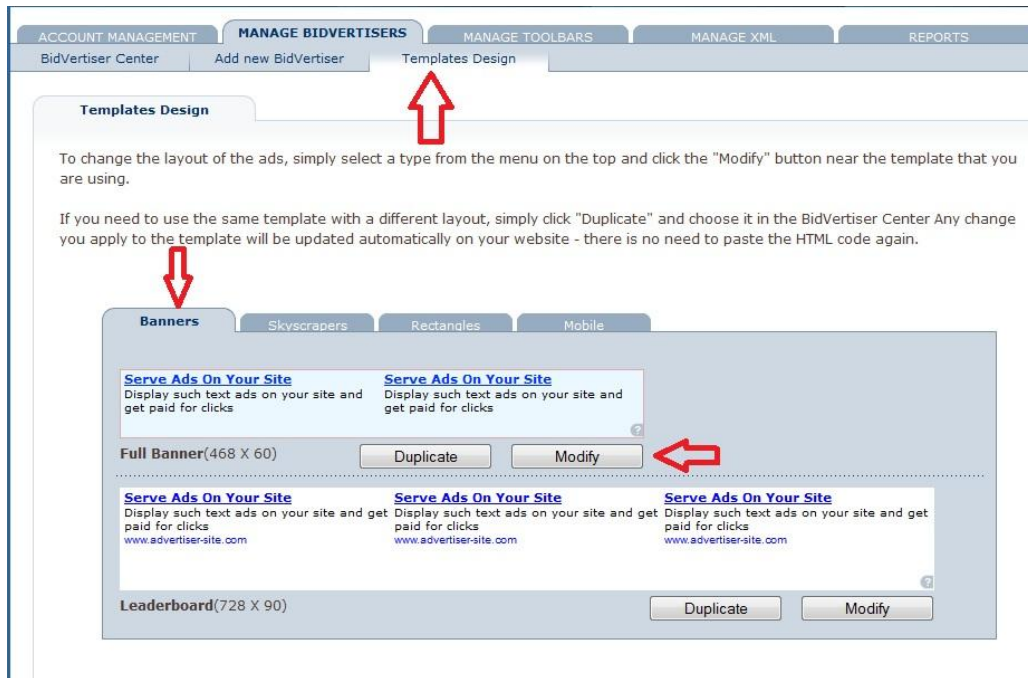 ACCOUNT MANAGEMENT MANAGE BIDVERTISERS MANAGE TOOLBARS MANAGE XML REPORTS
BidVertiser Center Add new BidVertiser Templates Design
Templates Design
To change the layout of the ads, simply select a type from the menu on the top and click the "Modify" button near the template that you
are using.
If you need to use the same template with a different layout, simply click "Duplicate" and choose it in the BidVertiser Center Any change
you apply to the template will be updated automatically on your website - there is no need to paste the HTML code again.
Banners Skyscrapers Rectangles Mobile
Serve Ads On Your Site Serve Ads On Your Site
Display such text ads on your site and Display such text ads on your site and
get paid for clicks get paid for clicks
?
Full Banner(468 X 60) Duplicate Modify
Serve Ads On Your Site Serve Ads On Your Site Serve Ads On Your Site
Display such text ads on your site and get Display such text ads on your site and get Display such text ads on your site and get
paid for clicks paid for clicks paid for clicks
www.advertiser-site.com www.advertiser-site.com www.advertiser-site.com
?
Leaderboard(728 X 90) Duplicate Modify